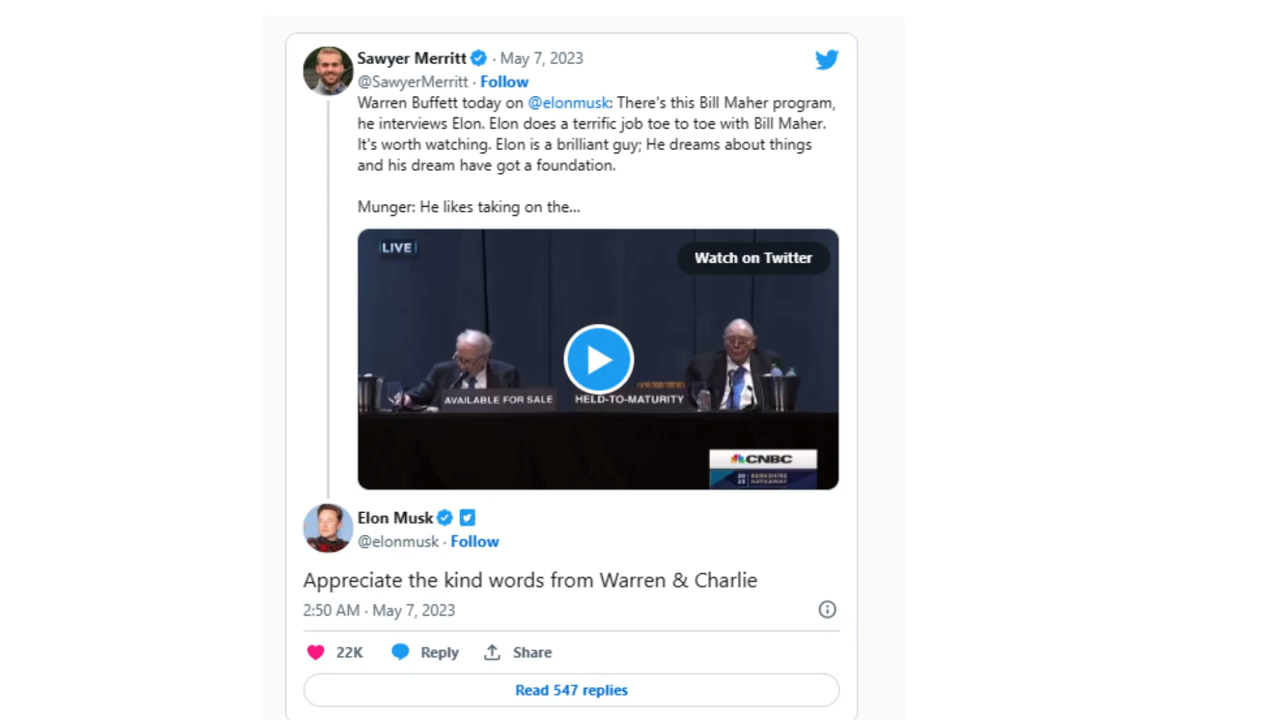 Sawyer Merritt · May 7, 2023
@SawyerMerritt · Follow
Warren Buffett today on @elonmusk: There's this Bill Maher program,
he interviews Elon. Elon does a terrific job toe to toe with Bill Maher.
It's worth watching. Elon is a brilliant guy; He dreams about things
and his dream have got a foundation.
Munger: He likes taking on the...
LIVE
Watch on Twitter
AVAILABLE FOR SALE
HELD-TO-MATURITY
CNBC
2023 BERKSHIRE
HATHAWAY
Elon Musk
@elonmusk · Follow
Appreciate the kind words from Warren & Charlie
2:50 AM · May 7, 2023
22K Reply Share
Read 547 replies